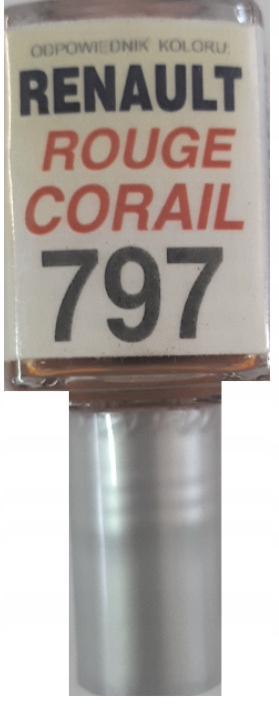 ODPOWIEDNIK KOLORU:
RENAULT
ROUGE
CORAIL
797